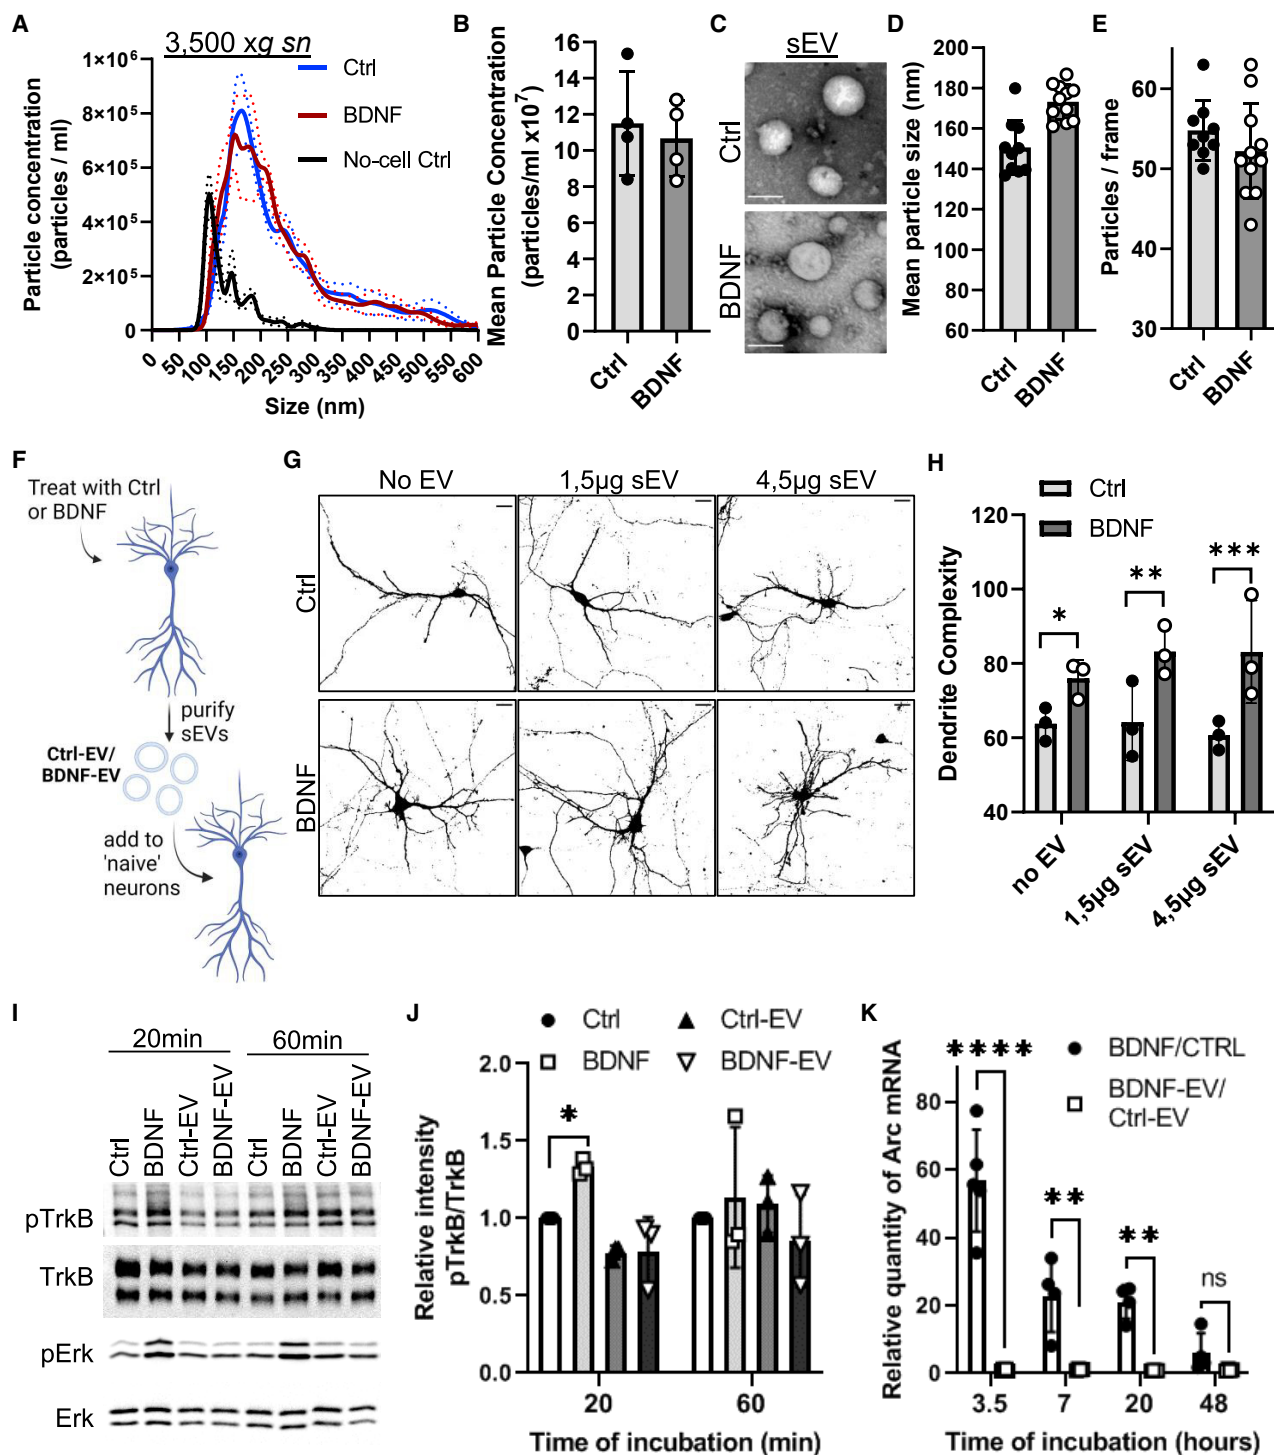 A
3,500 xg sn
Particle concentration
(particles / ml)
1×10⁶
8×10⁵
6×10⁵
4×10⁵
2×10⁵
0
Ctrl
BDNF
No-cell Ctrl
0 50 100 150 200 250 300 350 400 450 500 550 600
Size (nm)
B
Mean Particle Concentration
(particles/ml x10⁷)
16
14
12
10
8
6
4
2
0
Ctrl BDNF
C
sEV
Ctrl
BDNF
D
Mean particle size (nm)
200
180
160
140
120
100
80
60
Ctrl BDNF
E
Particles / frame
70
60
50
40
30
Ctrl BDNF
F
Treat with Ctrl
or BDNF
purify
sEVs
Ctrl-EV/
BDNF-EV
add to
'naive'
neurons
G
No EV 1,5µg sEV 4,5µg sEV
Ctrl
BDNF
H
Ctrl
BDNF
Dendrite Complexity
120
100
80
60
40
* ** ***
no EV 1,5µg sEV 4,5µg sEV
I
20min 60min
Ctrl BDNF Ctrl-EV BDNF-EV Ctrl BDNF Ctrl-EV BDNF-EV
pTrkB
TrkB
pErk
Erk
J
Ctrl Ctrl-EV
BDNF BDNF-EV
Relative intensity
pTrkB/TrkB
2.0
1.5
1.0
0.5
0.0
*
20 60
Time of incubation (min)
K
BDNF/CTRL
BDNF-EV/
Ctrl-EV
Relative quantity of Arc mRNA
80
60
40
20
0
**** ** ** ns
3.5 7 20 48
Time of incubation (hours)